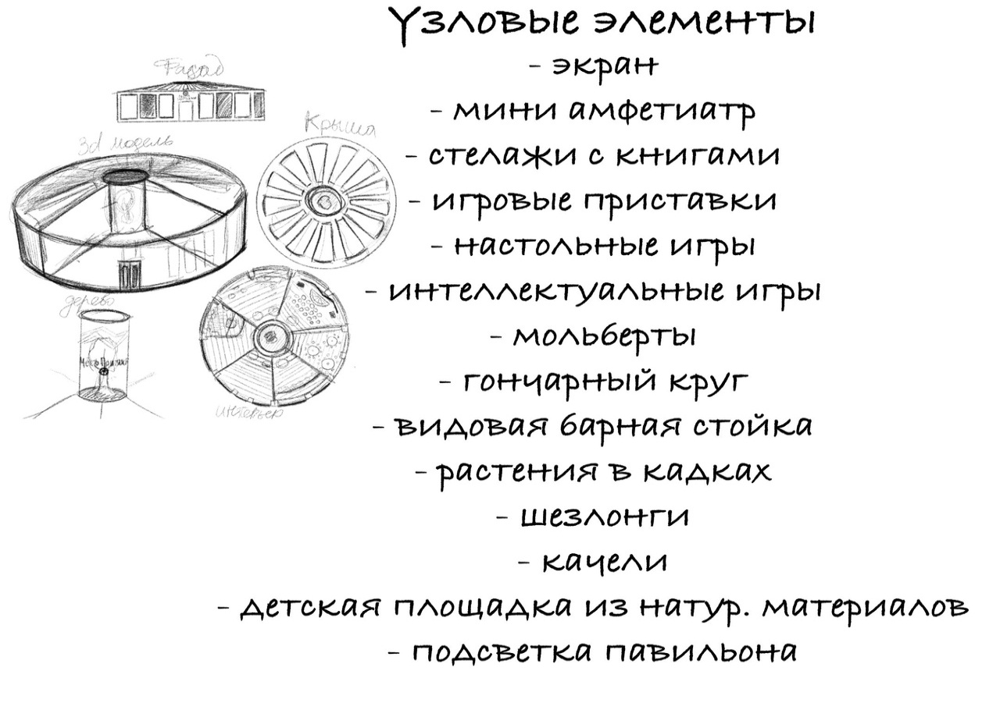 Узловые элементы
- экран
- мини амфетиатр
- стелажи с книгами
- игровые приставки
- настольные игры
- интеллектуальные игры
- мольберты
- гончарный круг
- видовая барная стойка
- растения в кадках
- шезлонги
- качели
- детская площадка из натур. материалов
- подсветка павильона
Фасад
3d модель
Крыша
дерево
интерьер